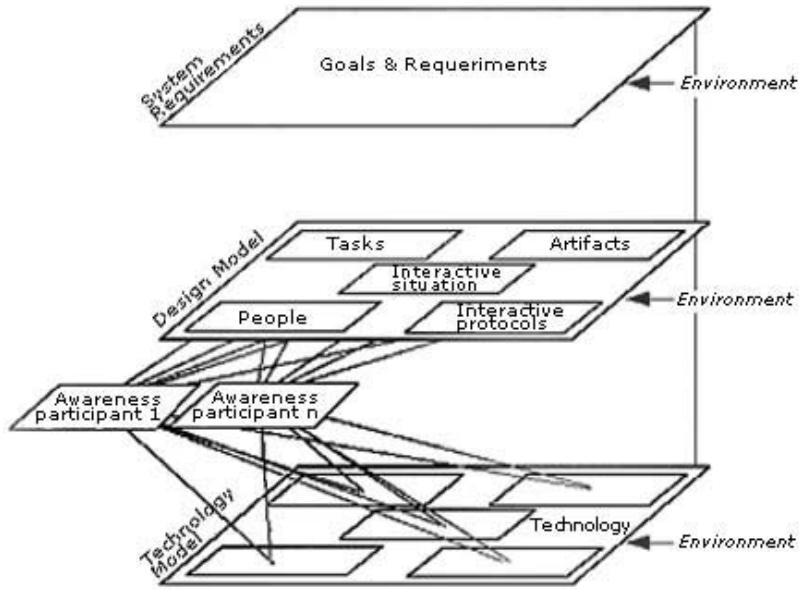 System
Requirements
Goals & Requeriments
Environment
Design Model
Tasks
Artifacts
Interactive
situation
People
Interactive
protocols
Environment
Awareness
participant 1
Awareness
participant n
Technology
Model
Technology
Environment